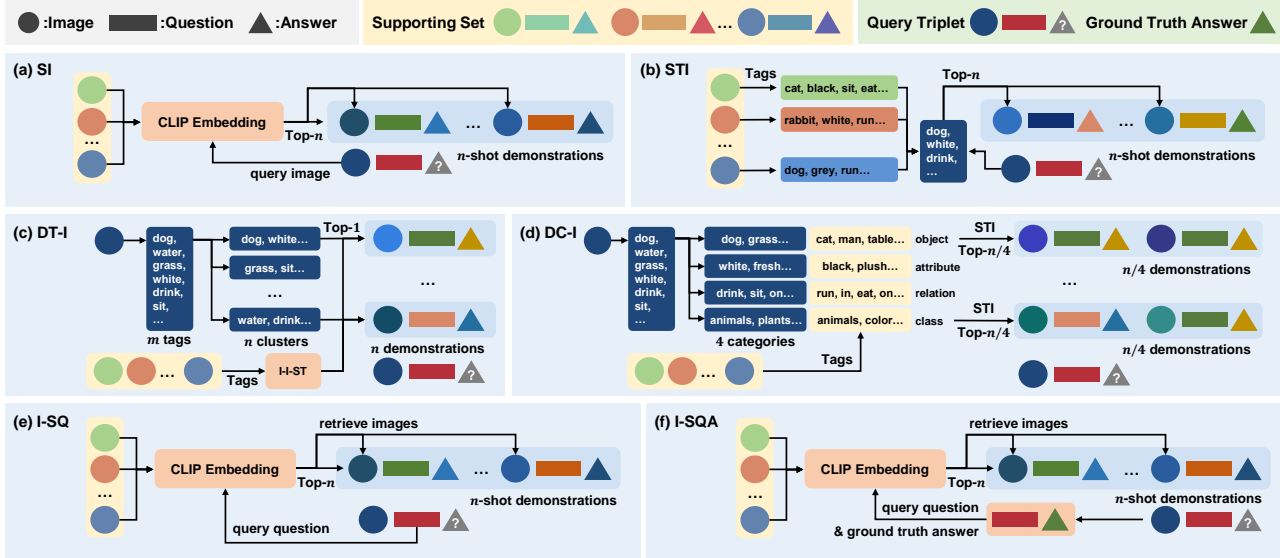 :Image :Question :Answer
Supporting Set ...
Query Triplet ? Ground Truth Answer
(a) SI
...
CLIP Embedding
Top-n
...
n-shot demonstrations
query image
?
(b) STI
Tags
...
cat, black, sit, eat...
rabbit, white, run...
dog, grey, run...
Top-n
dog,
white,
drink,
...
...
n-shot demonstrations
?
(c) DT-I
dog,
water,
grass,
white,
drink,
sit,
...
m tags
dog, white...
grass, sit...
...
water, drink...
n clusters
Top-1
...
n demonstrations
...
Tags
I-I-ST
?
(d) DC-I
dog,
water,
grass,
white,
drink,
sit,
...
dog, grass...
white, fresh...
drink, sit, on...
animals, plants...
4 categories
cat, man, table...
black, plush...
run, in, eat, on...
animals, color...
object
attribute
relation
class
STI
Top-n/4
n/4 demonstrations
...
STI
Top-n/4
n/4 demonstrations
...
Tags
?
(e) I-SQ
...
CLIP Embedding
retrieve images
Top-n
...
n-shot demonstrations
query question
?
(f) I-SQA
...
CLIP Embedding
retrieve images
Top-n
...
n-shot demonstrations
query question
& ground truth answer
?